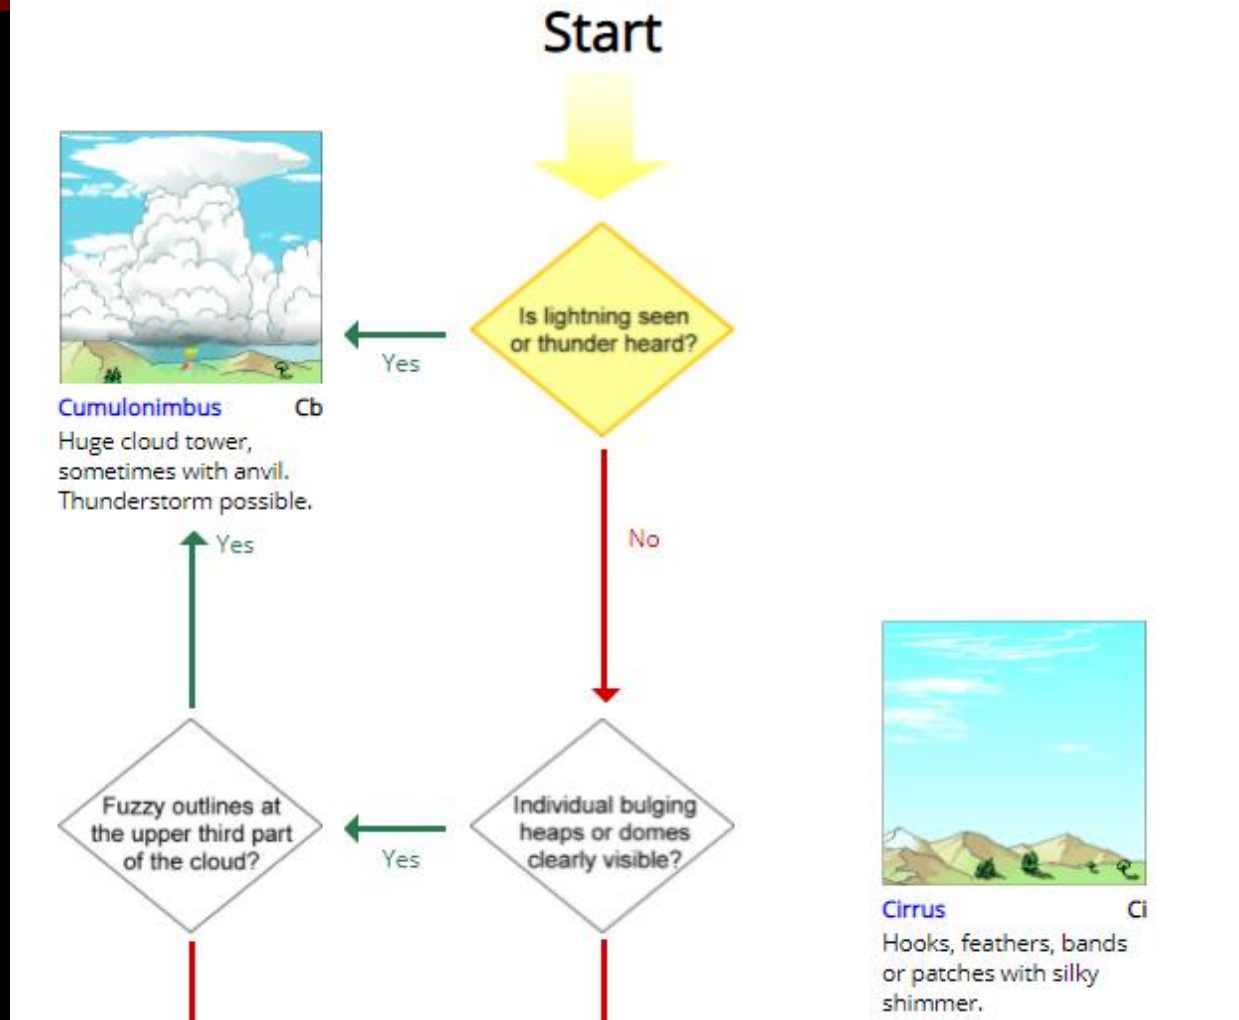 Start
Is lightning seen
or thunder heard?
Yes
Cumulonimbus Cb
Huge cloud tower,
sometimes with anvil.
Thunderstorm possible.
Yes
No
Fuzzy outlines at
the upper third part
of the cloud?
Yes
Individual bulging
heaps or domes
clearly visible?
Cirrus Ci
Hooks, feathers, bands
or patches with silky
shimmer.